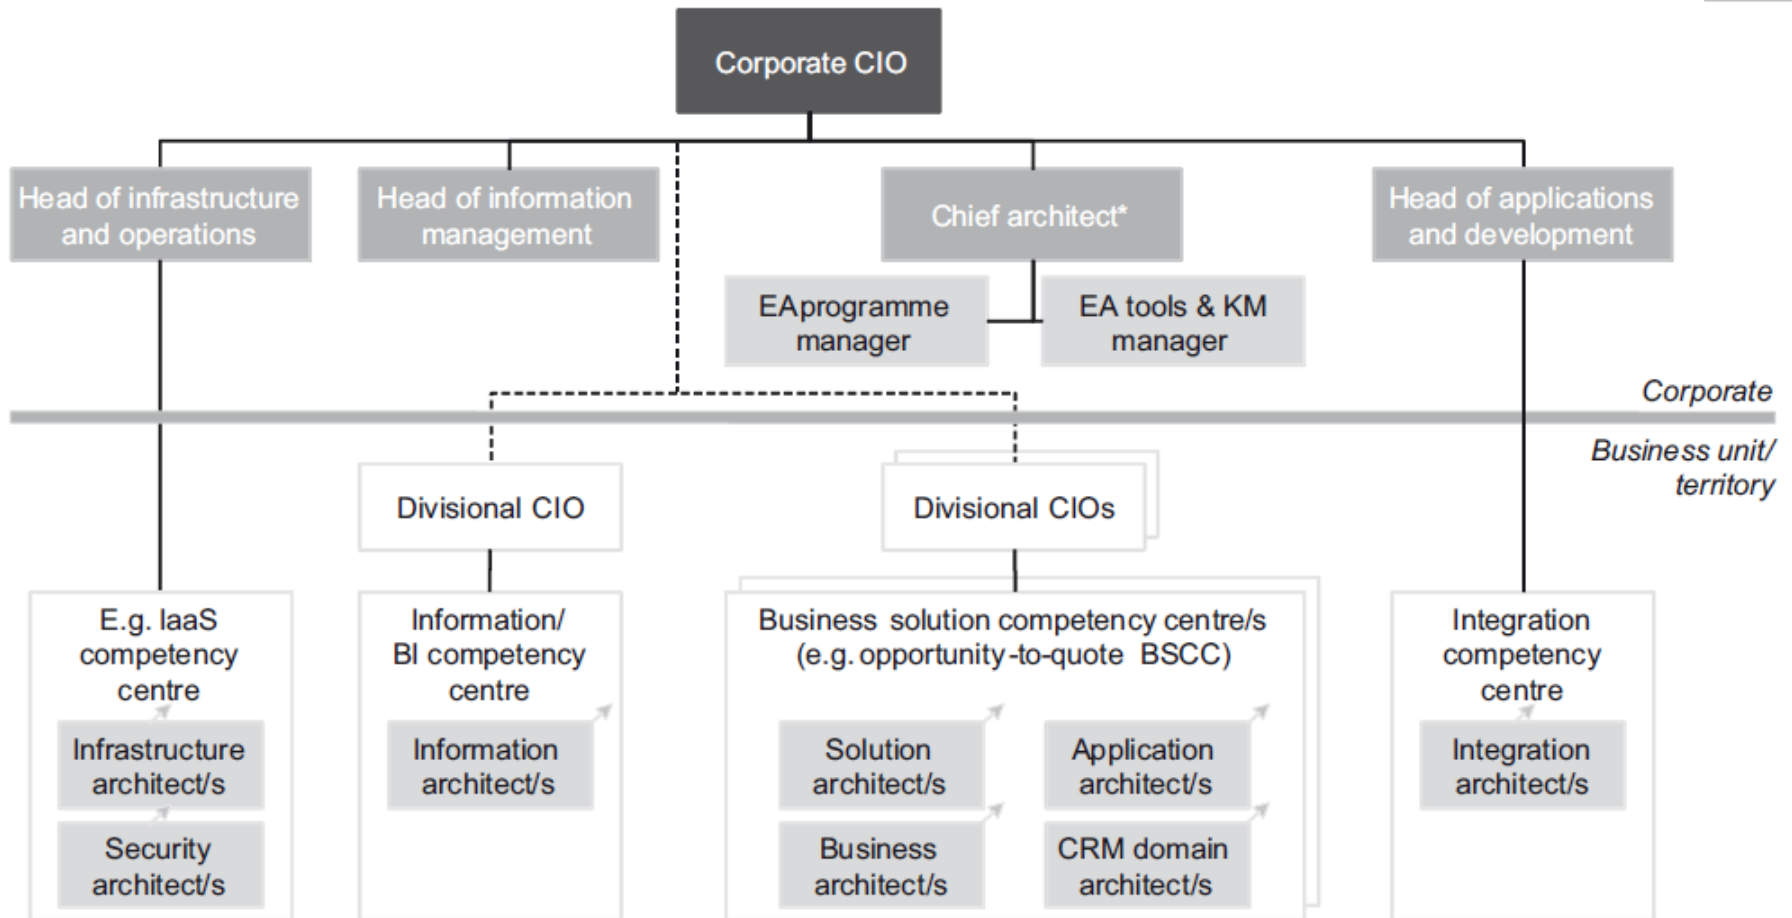 Corporate CIO
Head of infrastructure
and operations
Head of information
management
Chief architect*
Head of applications
and development
EAprogramme
manager
EA tools & KM
manager
Corporate
Business unit/
territory
Divisional CIO
Divisional CIOs
E.g. IaaS
competency
centre
Infrastructure
architect/s
Security
architect/s
Information/
BI competency
centre
Information
architect/s
Business solution competency centre/s
(e.g. opportunity-to-quote BSCC)
Solution
architect/s
Application
architect/s
Business
architect/s
CRM domain
architect/s
Integration
competency
centre
Integration
architect/s